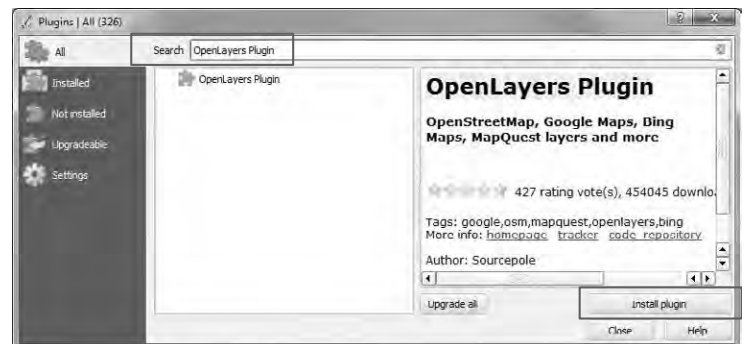 Plugins | All (326)
All
Search OpenLayers Plugin
Installed
Not installed
Upgradeable
Settings
OpenLayers Plugin
OpenLayers Plugin
OpenStreetMap, Google Maps, Bing
Maps, MapQuest layers and more
427 rating vote(s), 454045 downlo
Tags: google,osm,mapquest,openlayers,bing
More info: homepage tracker code_repository
Author: Sourcepole
Upgrade all
Install plugin
Close
Help